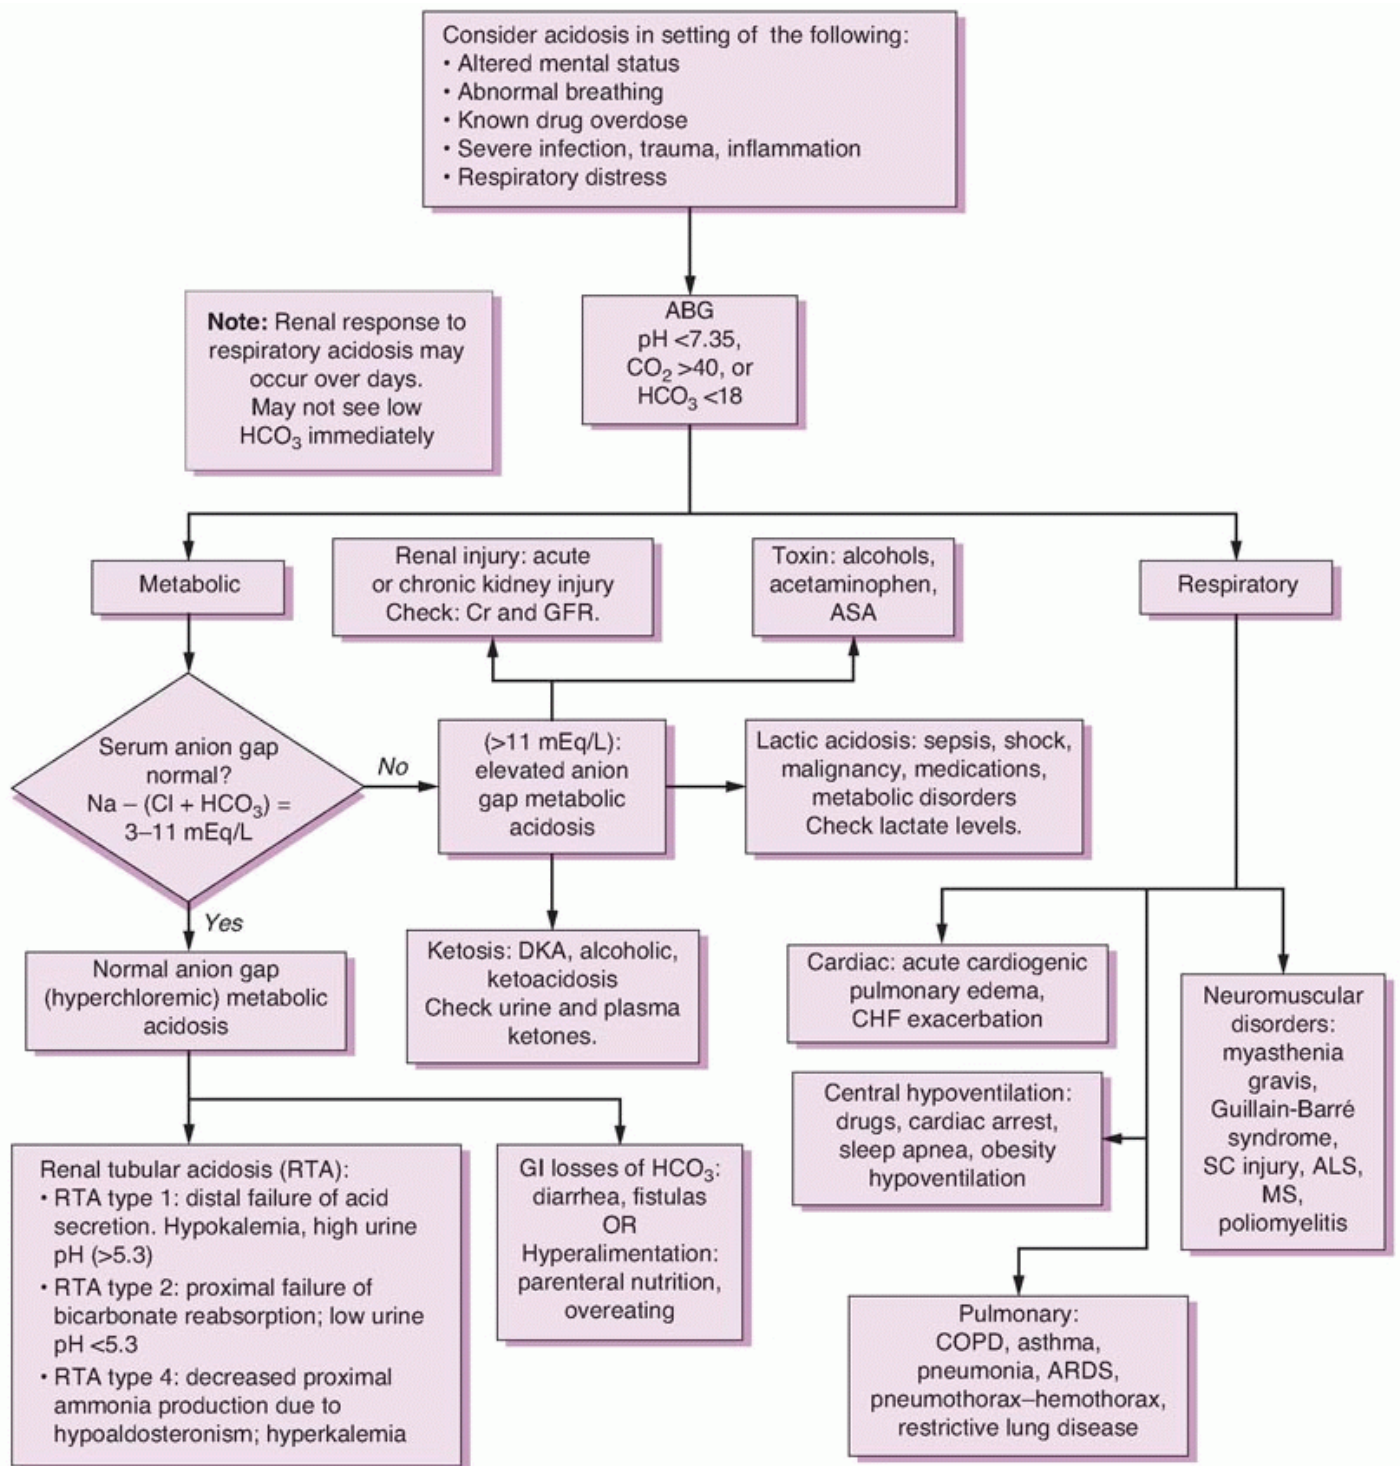 Consider acidosis in setting of the following:
• Altered mental status
• Abnormal breathing
• Known drug overdose
• Severe infection, trauma, inflammation
• Respiratory distress
Note: Renal response to
respiratory acidosis may
occur over days.
May not see low
HCO₃ immediately
ABG
pH <7.35,
CO₂ >40, or
HCO₃ <18
Metabolic
Renal injury: acute
or chronic kidney injury
Check: Cr and GFR.
Toxin: alcohols,
acetaminophen,
ASA
Respiratory
Serum anion gap
normal?
Na – (Cl + HCO₃) =
3–11 mEq/L
No
(>11 mEq/L):
elevated anion
gap metabolic
acidosis
Lactic acidosis: sepsis, shock,
malignancy, medications,
metabolic disorders
Check lactate levels.
Yes
Normal anion gap
(hyperchloremic) metabolic
acidosis
Ketosis: DKA, alcoholic,
ketoacidosis
Check urine and plasma
ketones.
Cardiac: acute cardiogenic
pulmonary edema,
CHF exacerbation
Neuromuscular
disorders:
myasthenia
gravis,
Guillain-Barré
syndrome,
SC injury, ALS,
MS,
poliomyelitis
Central hypoventilation:
drugs, cardiac arrest,
sleep apnea, obesity
hypoventilation
Renal tubular acidosis (RTA):
• RTA type 1: distal failure of acid
secretion. Hypokalemia, high urine
pH (>5.3)
• RTA type 2: proximal failure of
bicarbonate reabsorption; low urine
pH <5.3
• RTA type 4: decreased proximal
ammonia production due to
hypoaldosteronism; hyperkalemia
GI losses of HCO₃:
diarrhea, fistulas
OR
Hyperalimentation:
parenteral nutrition,
overeating
Pulmonary:
COPD, asthma,
pneumonia, ARDS,
pneumothorax–hemothorax,
restrictive lung disease